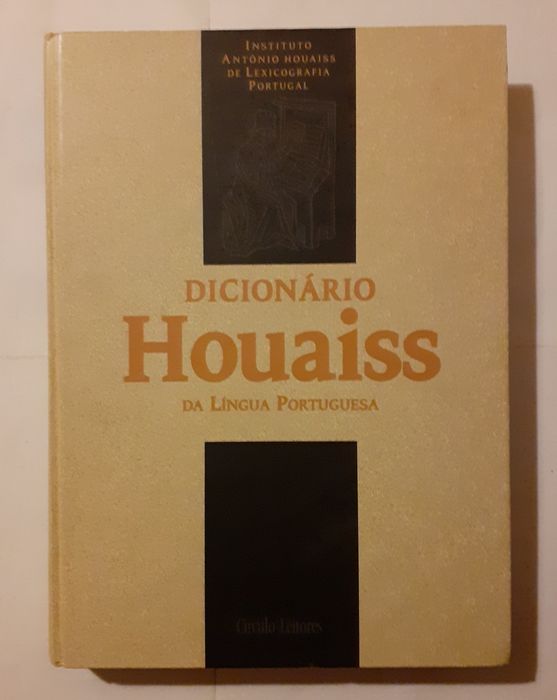 INSTITUTO
ANTÓNIO HOUAISS
DE LEXICOGRAFIA
PORTUGAL
DICIONÁRIO
Houaiss
DA LÍNGUA PORTUGUESA
Círculo Leitores